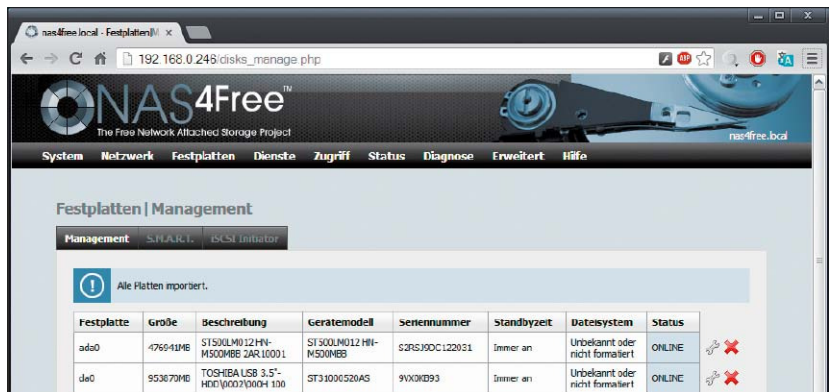 nas4free.local - Festplatten|M
192.168.0.246/disks_manage.php
ABP
NAS4Free™
The Free Network Attached Storage Project
nas4free.local
System Netzwerk Festplatten Dienste Zugriff Status Diagnose Erweitert Hilfe
Festplatten|Management
Management S.M.A.R.T. iSCSI Initiator
Alle Platten importiert.
Festplatte Größe Beschreibung Gerätemodell Seriennummer Standbyzeit Dateisystem Status
ada0 476941MB ST500LM012 HN-M500MBB 2AR10001 ST500LM012 HN-M500MBB Immer an Unbekannt oder nicht formatiert ONLINE
da0 953870MB TOSHIBA USB 3.5"-HDD ST31000520AS Immer an Unbekannt oder nicht formatiert ONLINE